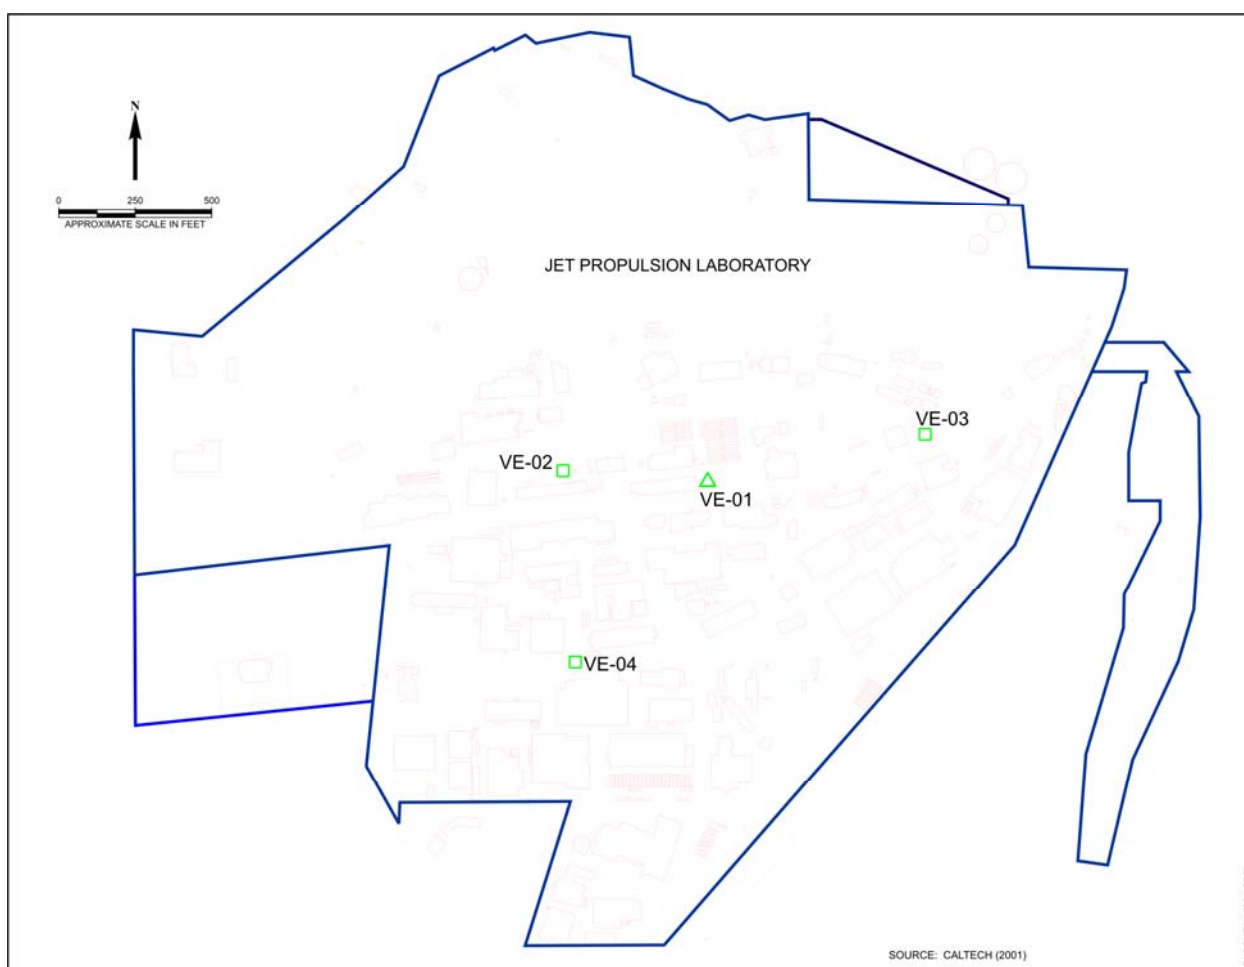 N
0 250 500
APPROXIMATE SCALE IN FEET
JET PROPULSION LABORATORY
VE-03
VE-02
VE-01
VE-04
SOURCE: CALTECH (2001)